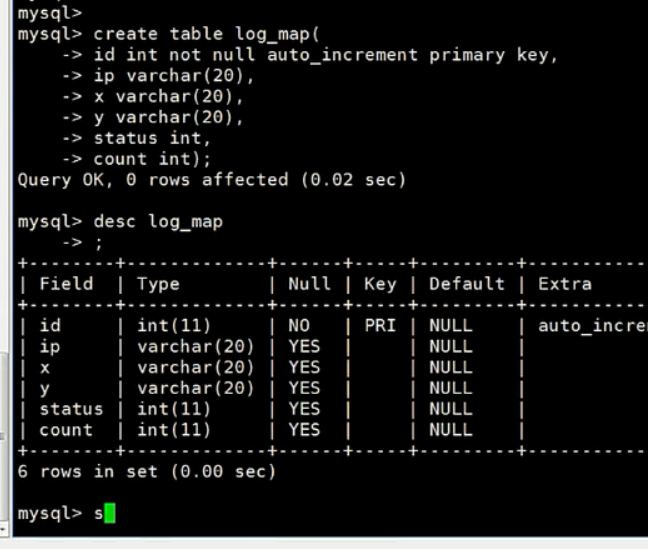 mysql>
mysql> create table log_map(
    -> id int not null auto_increment primary key,
    -> ip varchar(20),
    -> x varchar(20),
    -> y varchar(20),
    -> status int,
    -> count int);
Query OK, 0 rows affected (0.02 sec)
mysql> desc log_map
    -> ;
+--------+-------------+------+-----+---------+-----------
| Field  | Type        | Null | Key | Default | Extra
+--------+-------------+------+-----+---------+-----------
| id     | int(11)     | NO   | PRI | NULL    | auto_incre
| ip     | varchar(20) | YES  |     | NULL    |
| x      | varchar(20) | YES  |     | NULL    |
| y      | varchar(20) | YES  |     | NULL    |
| status | int(11)     | YES  |     | NULL    |
| count  | int(11)     | YES  |     | NULL    |
+--------+-------------+------+-----+---------+-----------
6 rows in set (0.00 sec)
mysql> s